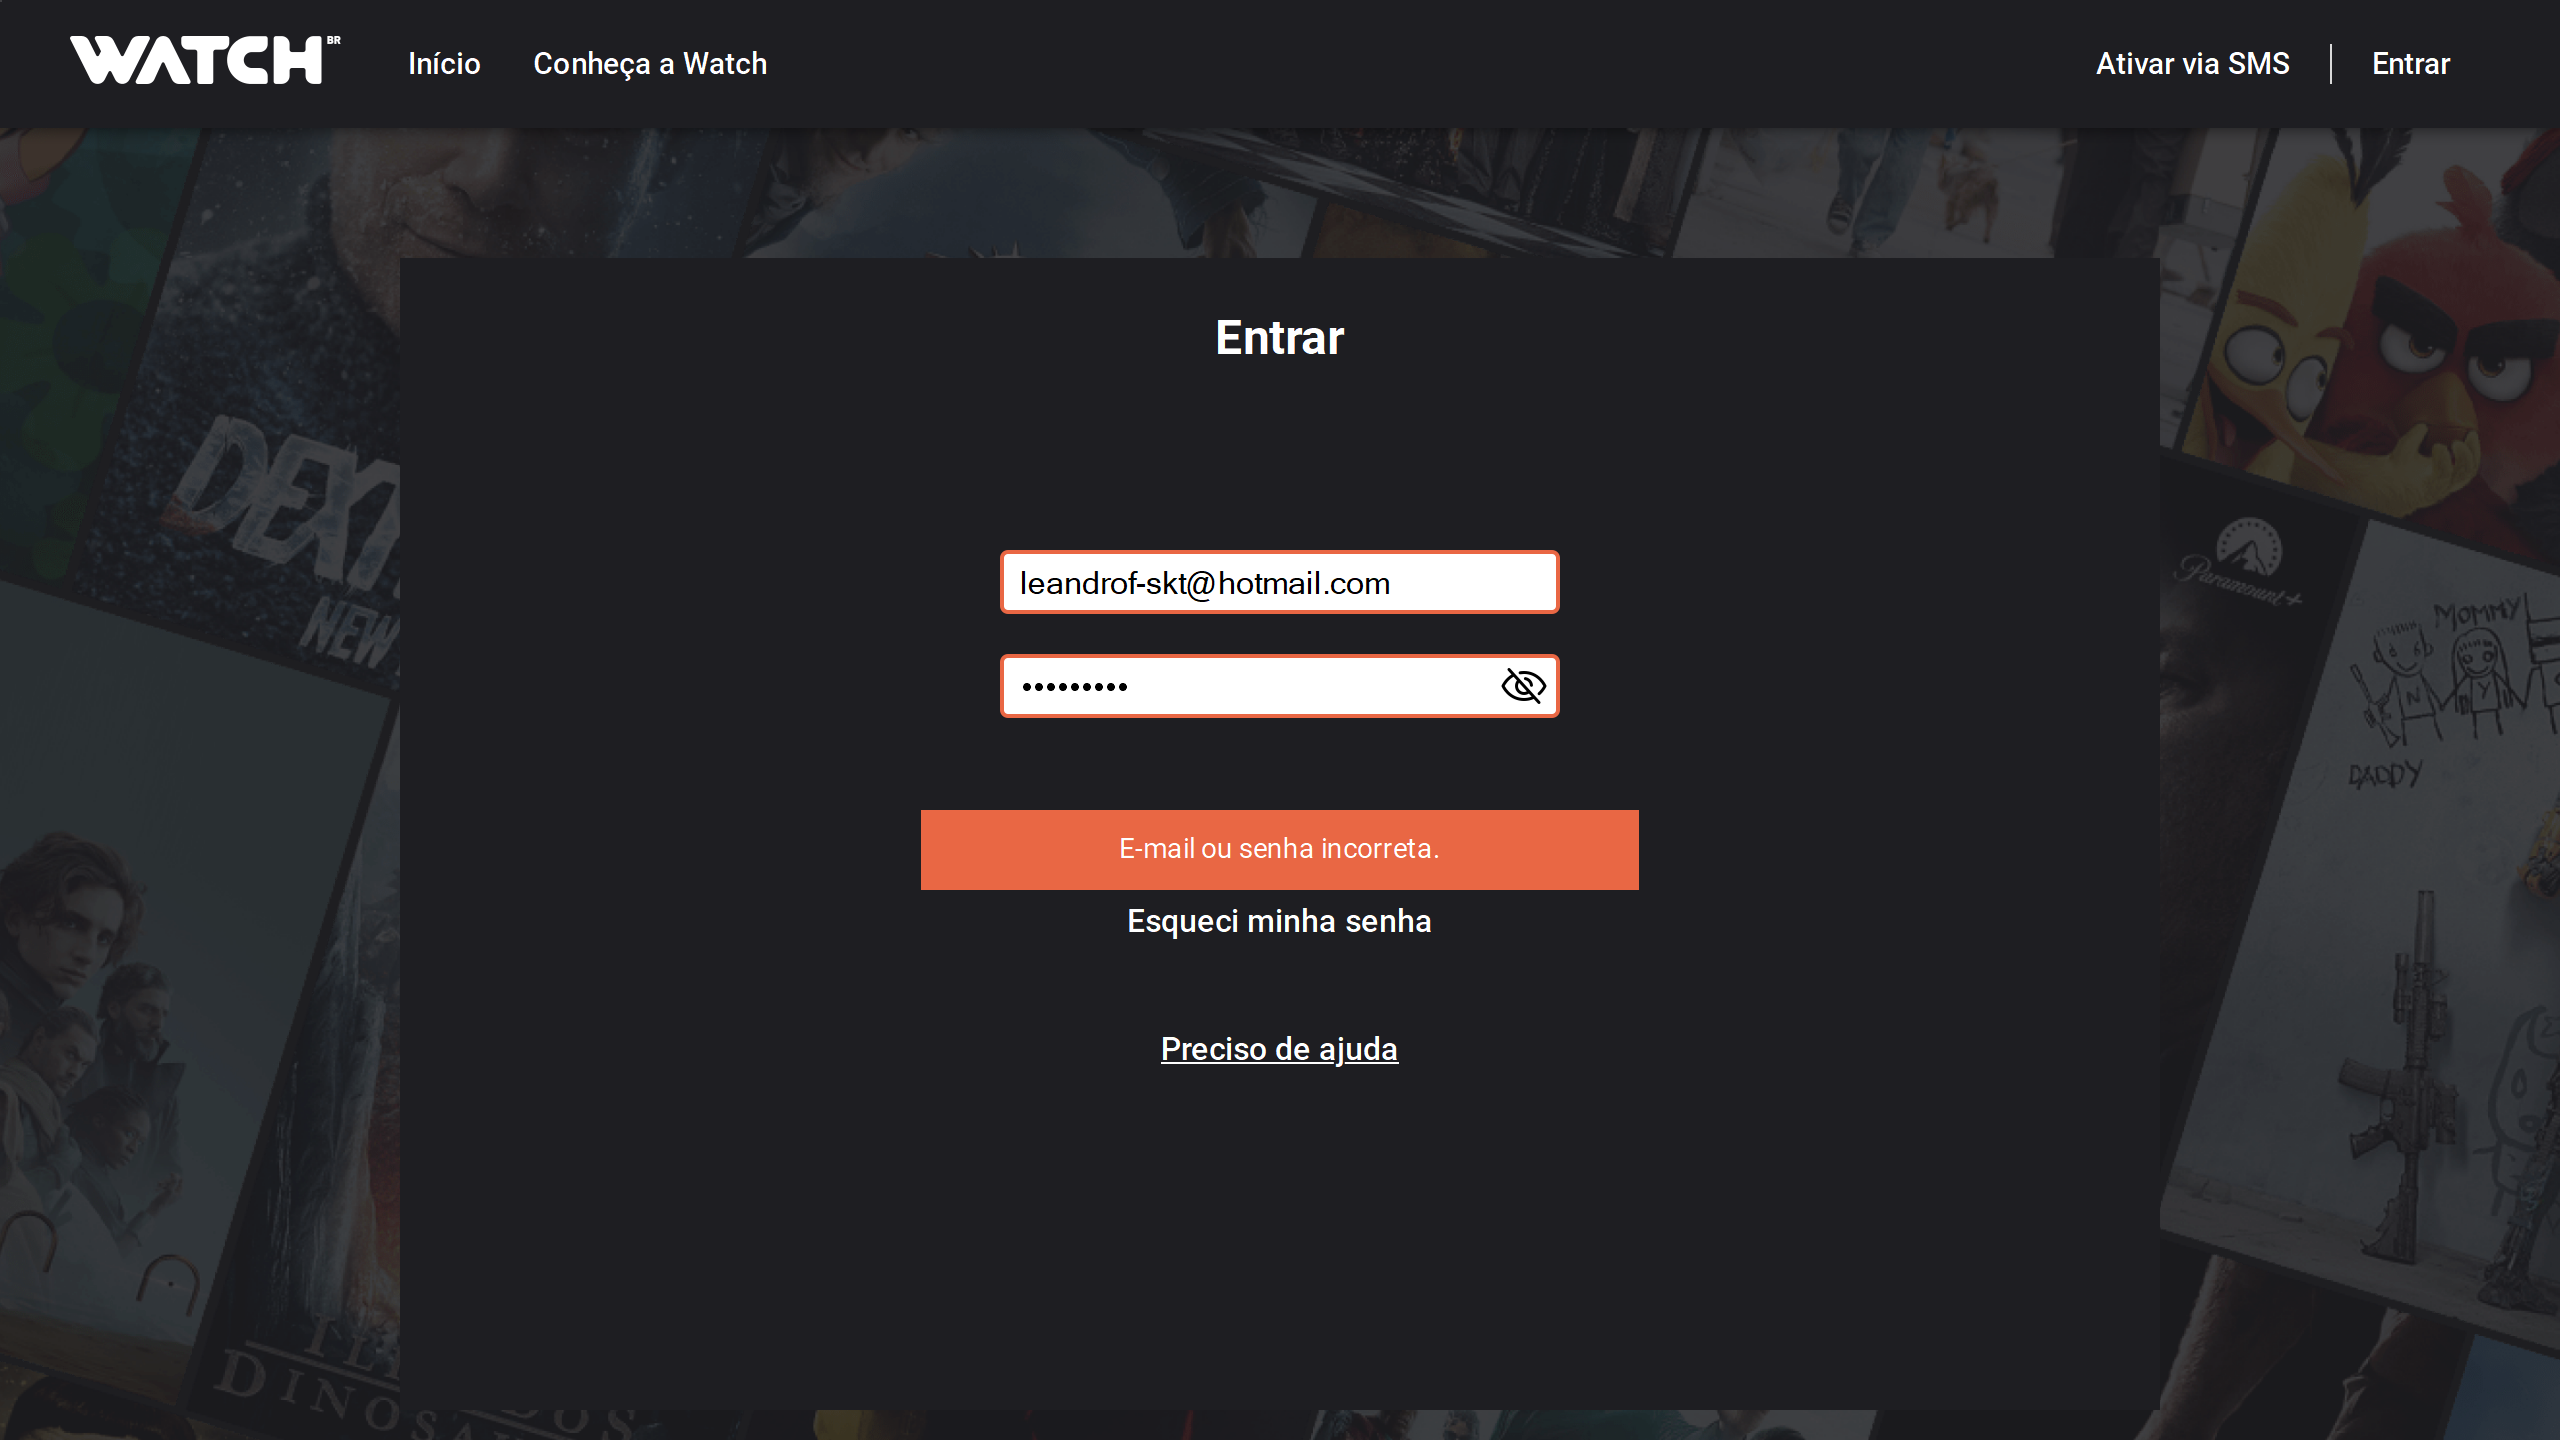 WATCH BR
Início
Conheça a Watch
Ativar via SMS
Entrar
Entrar
DEXT
NEW
leandrof-skt@hotmail.com
•••••••••
Paramount+
MOMMY
N
Y
DADDY
E-mail ou senha incorreta.
Esqueci minha senha
Preciso de ajuda
DINOSA